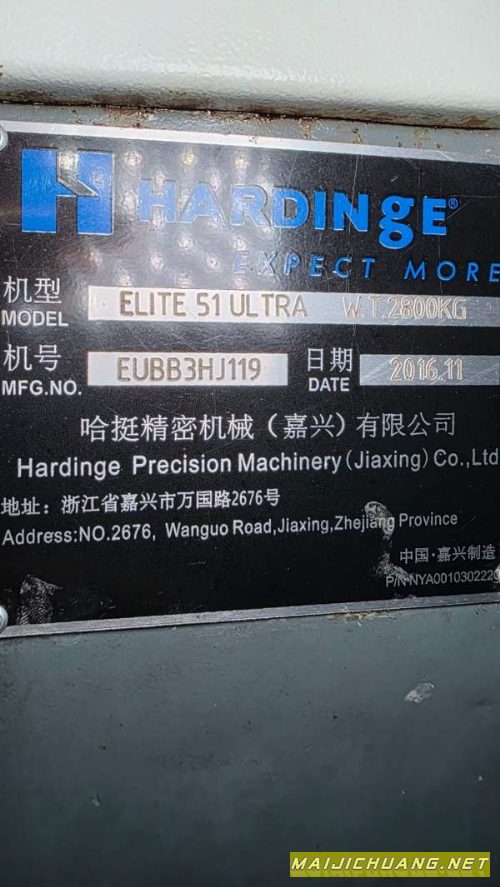 HARDINGE®
EXPECT MORE
机型 MODEL ELITE 51 ULTRA W.T.2800KG
机号 MFG.NO. EUBB3HJ119 日期 DATE 2016.11
哈挺精密机械（嘉兴）有限公司
Hardinge Precision Machinery(Jiaxing) Co.,Ltd
地址：浙江省嘉兴市万国路2676号
Address:NO.2676, Wanguo Road,Jiaxing,Zhejiang Province
中国·嘉兴制造
P/N-NYA0010302229
MAIJICHUANG.NET